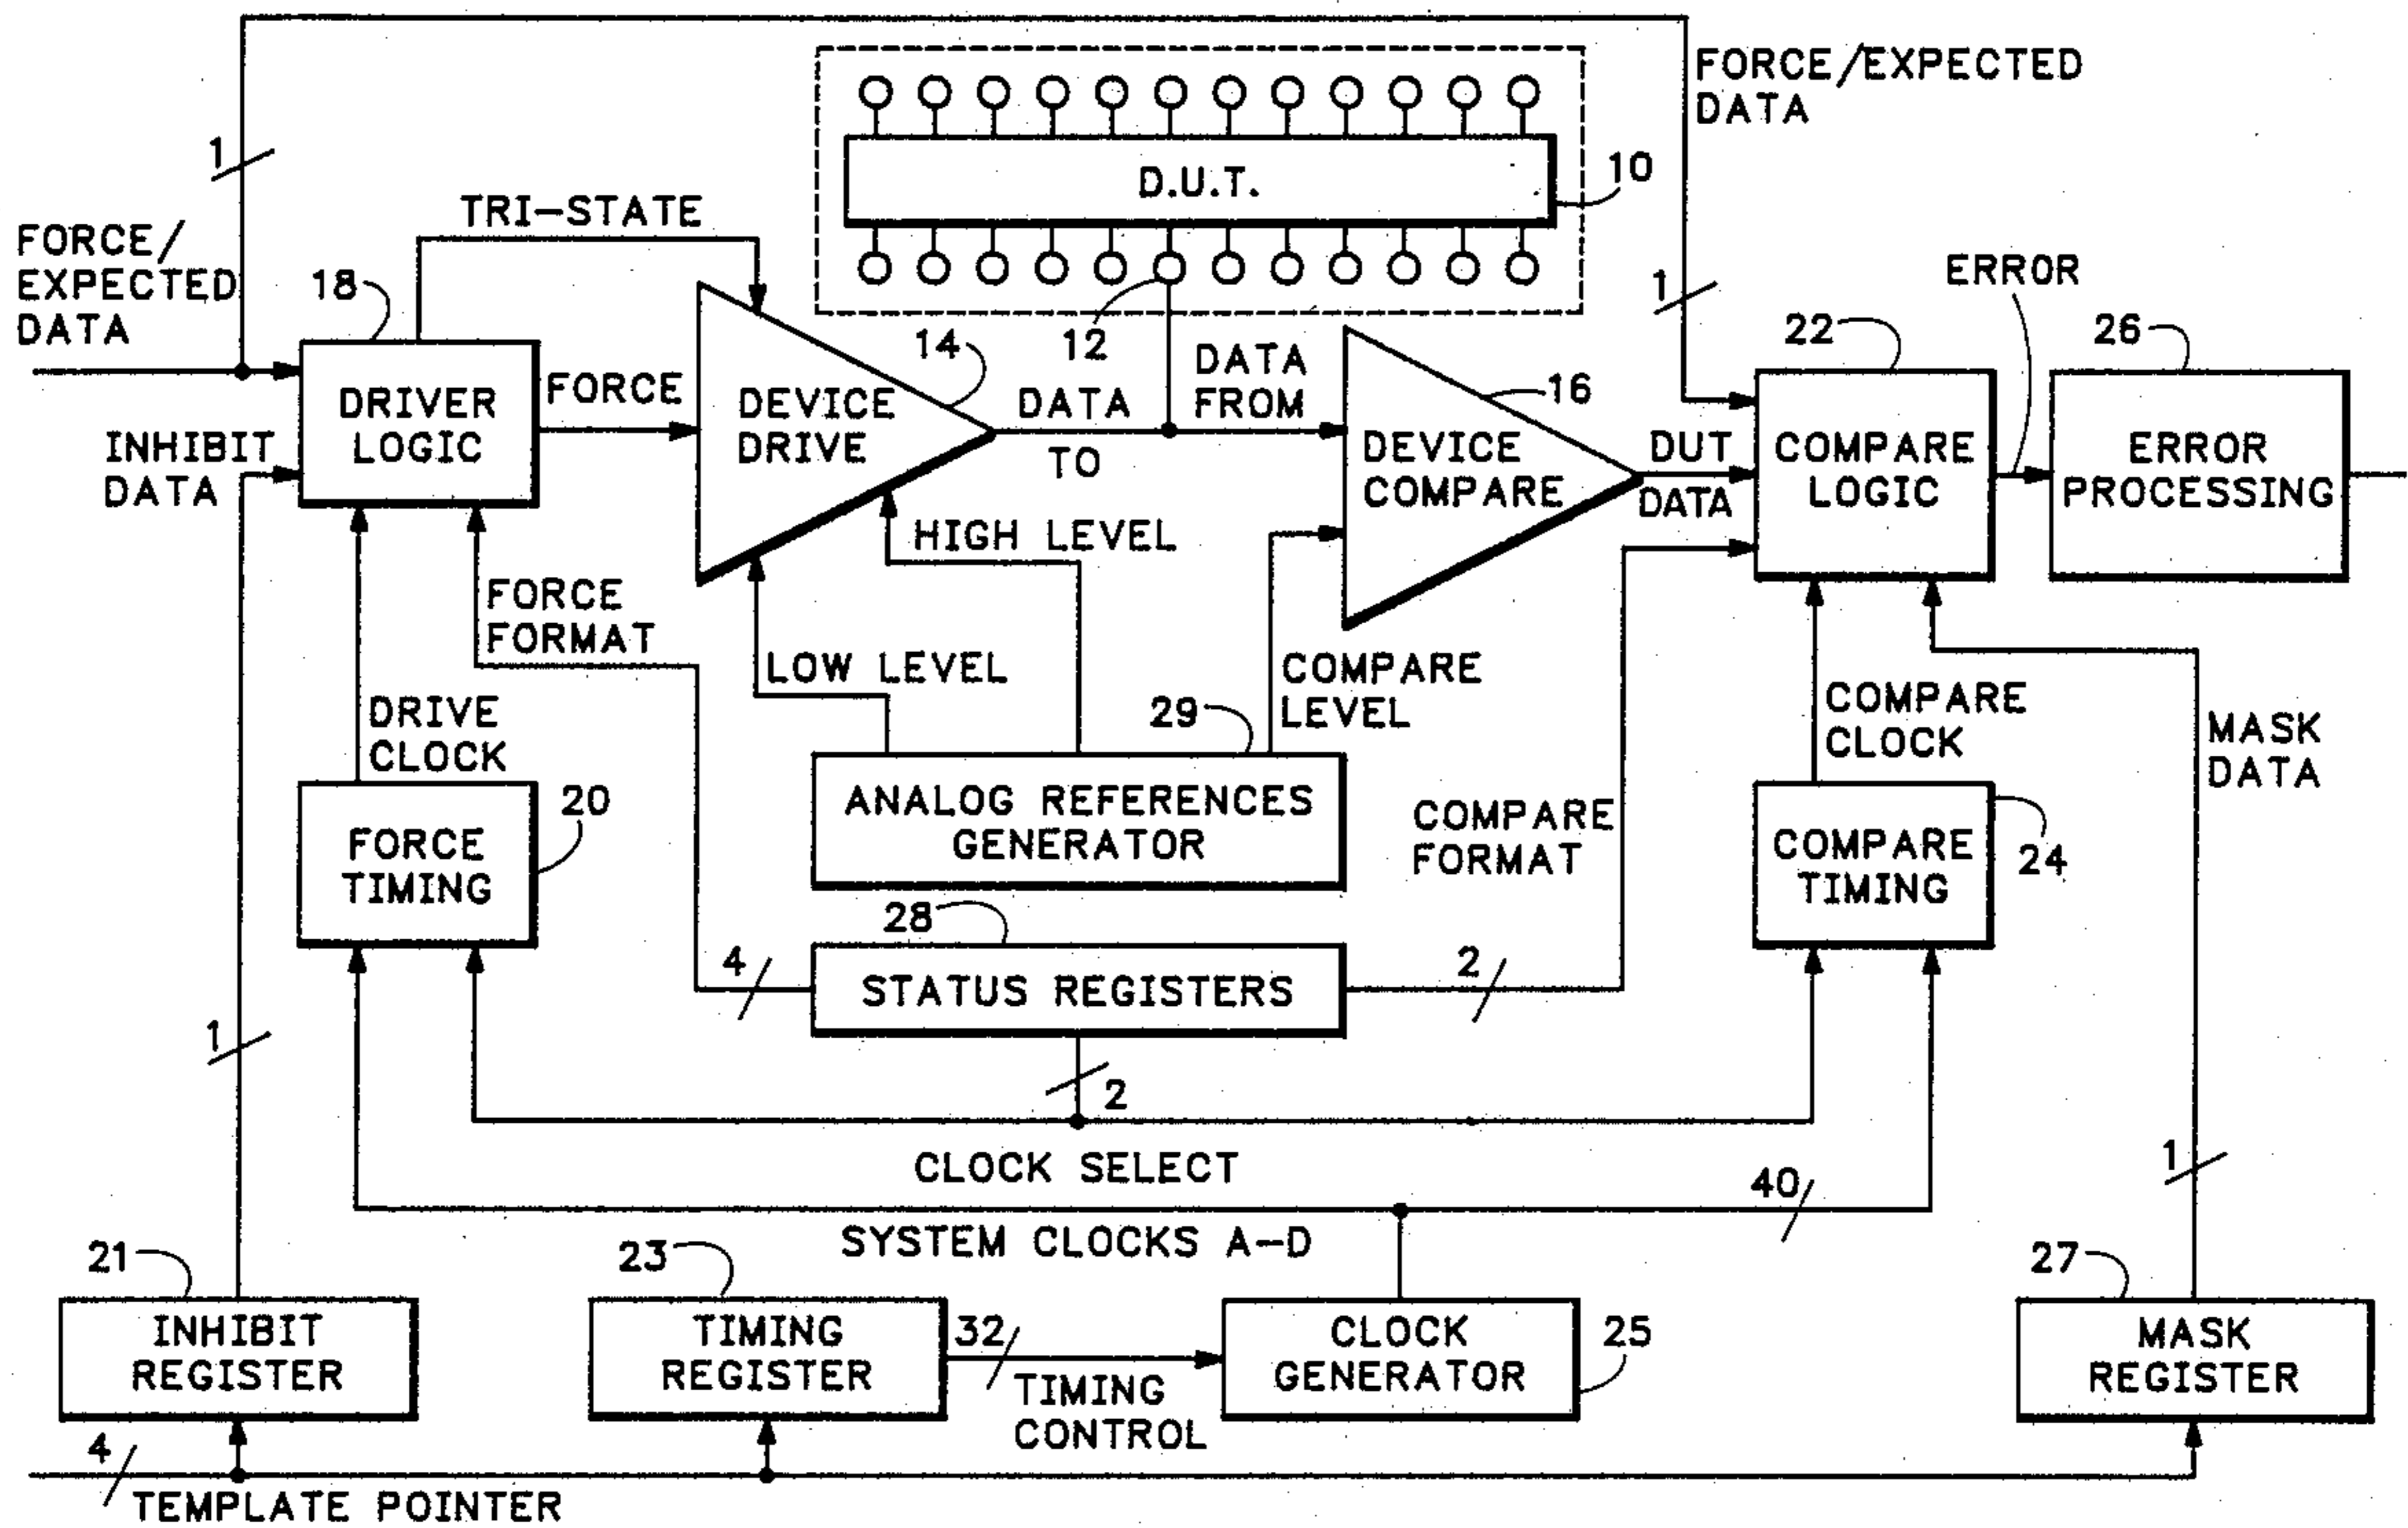 FORCE/EXPECTED
DATA
1
D.U.T.
10
TRI-STATE
FORCE/
EXPECTED
DATA
18
14
12
DATA
FROM
1
ERROR
22
26
16
DRIVER
LOGIC
FORCE
DEVICE
DRIVE
DATA
TO
DEVICE
COMPARE
DUT
DATA
COMPARE
LOGIC
ERROR
PROCESSING
INHIBIT
DATA
HIGH LEVEL
FORCE
FORMAT
LOW LEVEL
COMPARE
LEVEL
DRIVE
CLOCK
29
COMPARE
CLOCK
MASK
DATA
FORCE
TIMING
20
ANALOG REFERENCES
GENERATOR
COMPARE
FORMAT
COMPARE
TIMING
24
28
4
STATUS REGISTERS
2
1
2
CLOCK SELECT
1
40
SYSTEM CLOCKS A-D
21
23
27
INHIBIT
REGISTER
TIMING
REGISTER
32
TIMING
CONTROL
CLOCK
GENERATOR
25
MASK
REGISTER
4
TEMPLATE POINTER